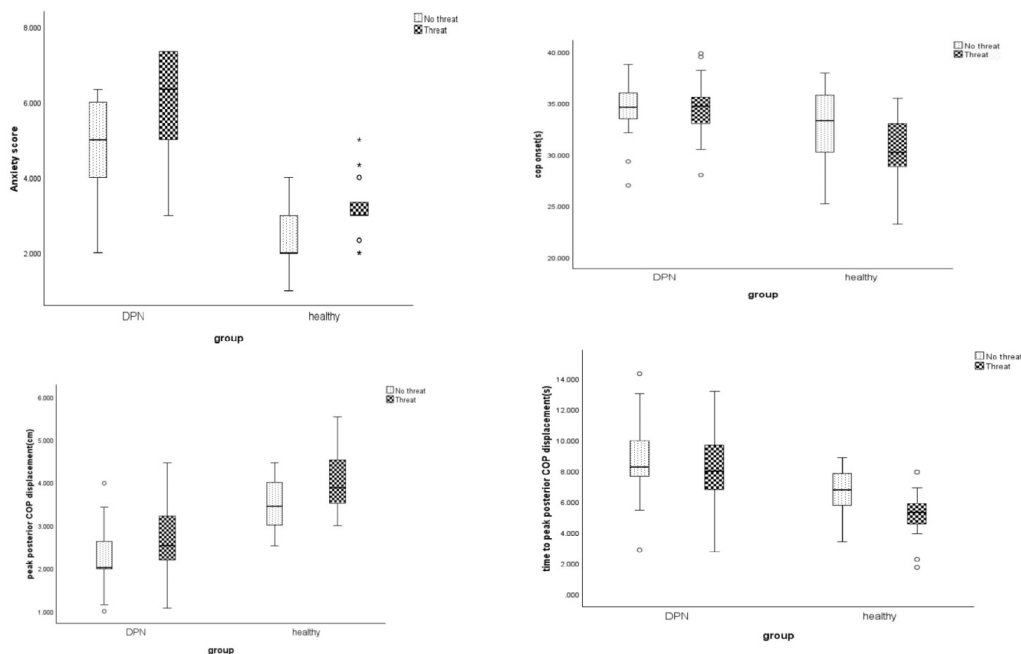 No threat
Threat
8.000
6.000
4.000
2.000
Anxiety score
DPN
healthy
group
No threat
Threat
40.000
35.000
30.000
25.000
20.000
cop onset(s)
DPN
healthy
group
No threat
Threat
6.000
5.000
4.000
3.000
2.000
1.000
peak posterior COP displacement(cm)
DPN
healthy
group
No threat
Threat
14.000
12.000
10.000
8.000
6.000
4.000
2.000
.000
time to peak posterior COP displacement(s)
DPN
healthy
group